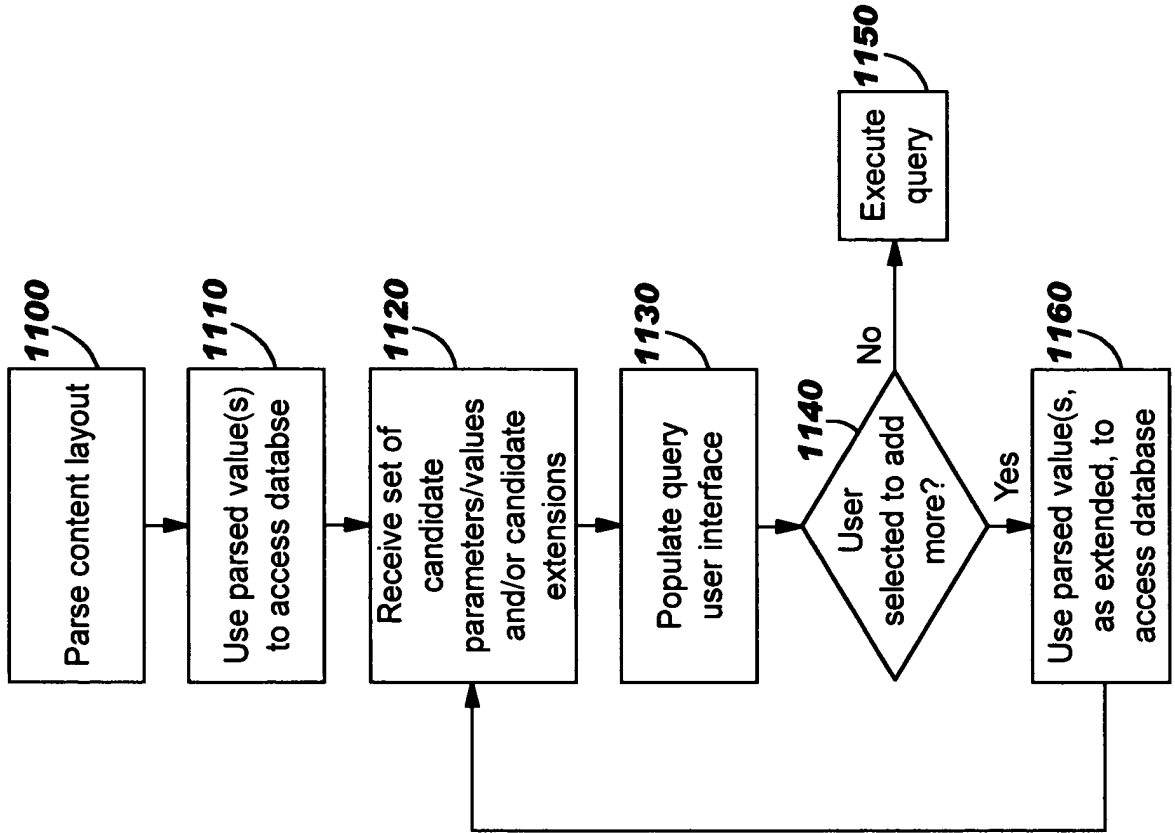 1100
Parse content layout
1110
Use parsed value(s)
to access databse
1120
Receive set of
candidate
parameters/values
and/or candidate
extensions
1130
Populate query
user interface
1140
User
selected to add
more?
No
1150
Execute
query
Yes
1160
Use parsed value(s,
as extended, to
access database